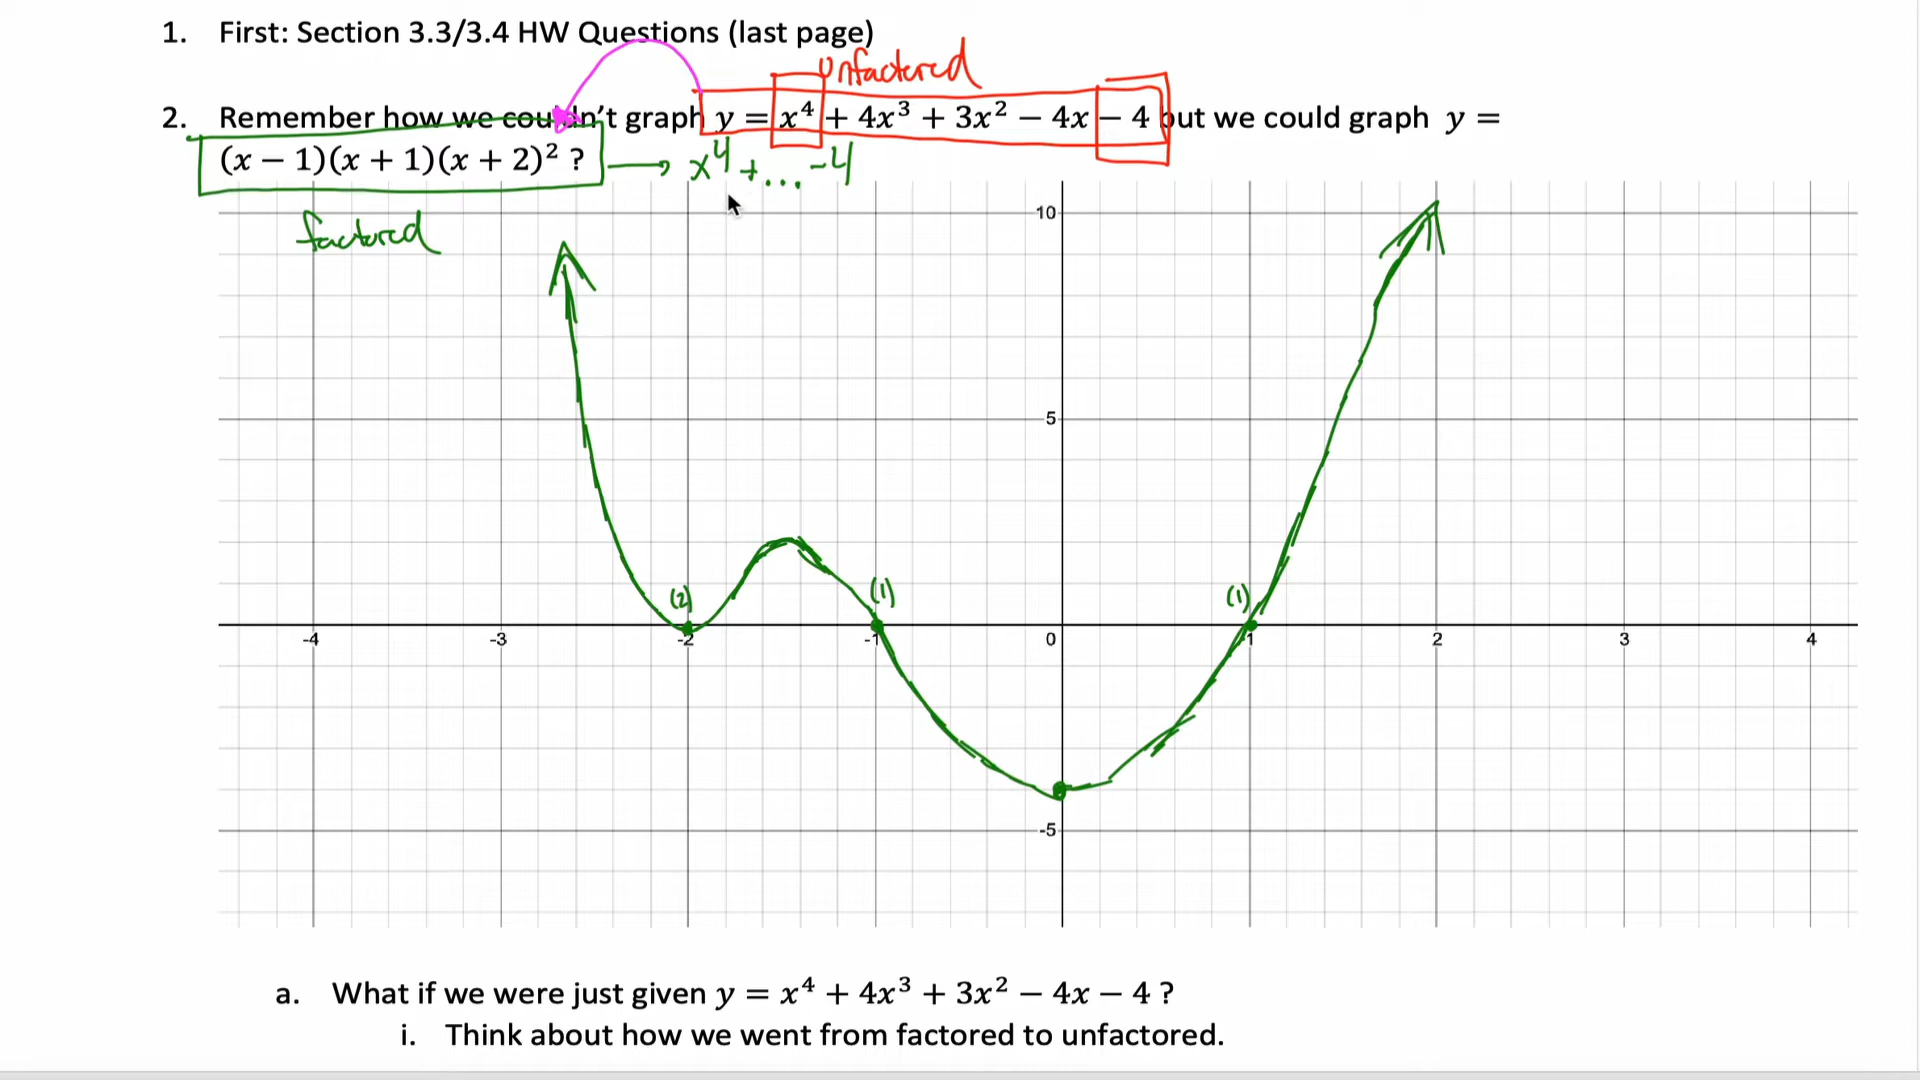 1. First: Section 3.3/3.4 HW Questions (last page)
unfactored
2. Remember how we couldn't graph y = x⁴ + 4x³ + 3x² − 4x − 4 but we could graph y =
(x − 1)(x + 1)(x + 2)² ? → x⁴ + ... -4
factored
10
5
(2) (1) (1)
-4 -3 -2 -1 0 1 2 3 4
-5
a. What if we were just given y = x⁴ + 4x³ + 3x² − 4x − 4 ?
i. Think about how we went from factored to unfactored.